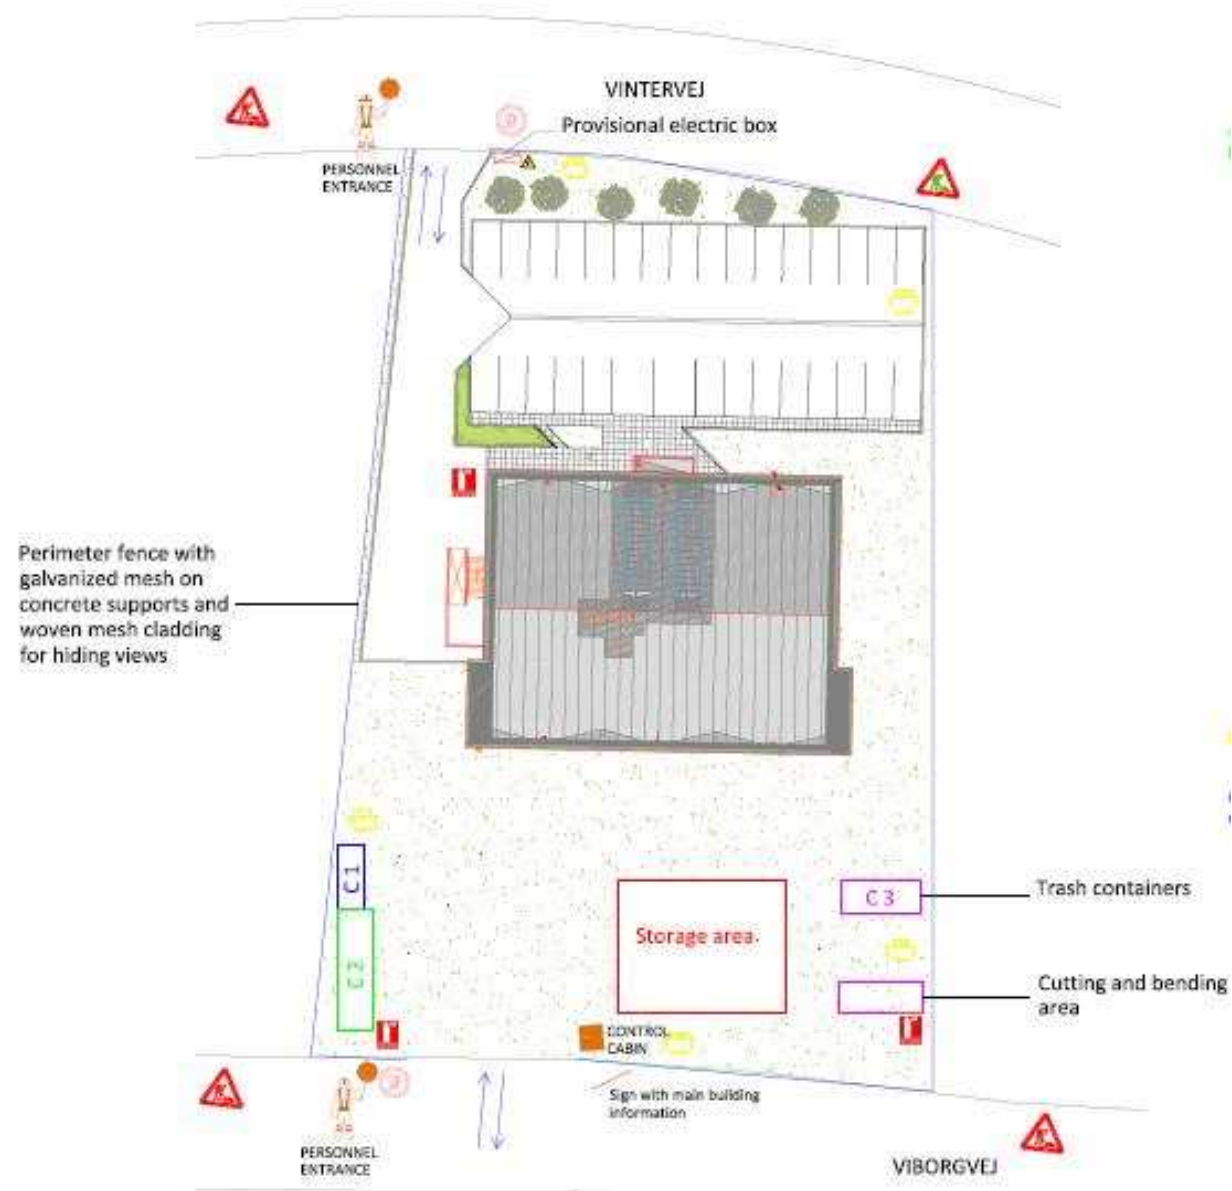 VINTERVEJ
Provisional electric box
PERSONNEL
ENTRANCE
Perimeter fence with
galvanized mesh on
concrete supports and
woven mesh cladding
for hiding views
C 1
C 2
Storage area
C 3
Trash containers
Cutting and bending
area
CONTROL
CABIN
Sign with main building
information
PERSONNEL
ENTRANCE
VIBORGVEJ